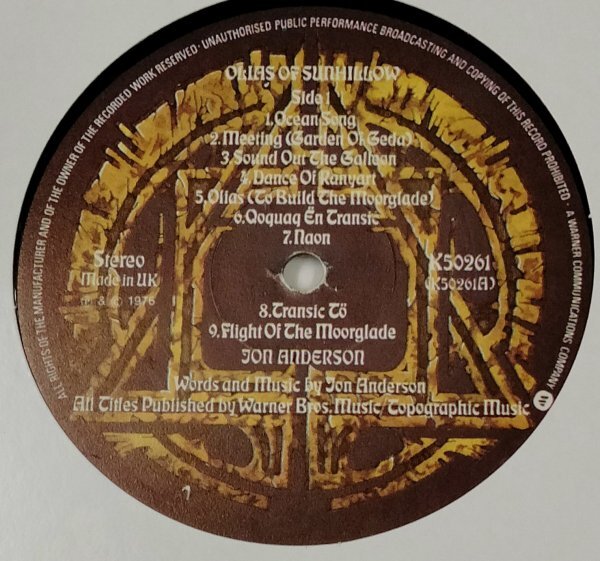 ALL RIGHTS OF THE MANUFACTURER AND OF THE OWNER OF THE RECORDED WORK RESERVED · UNAUTHORISED PUBLIC PERFORMANCE BROADCASTING AND COPYING OF THIS RECORD PROHIBITED · A WARNER COMMUNICATIONS COMPANY
OLIAS OF SUNHILLOW
Side 1
1. Ocean Song
2. Meeting (Garden Of Geda)
3. Sound Out The Galleon
4. Dance Of Ranyart
5. Olias (To Build The Moorglade)
6. Qoquaq En Transic
7. Naon
Stereo
Made in UK
℗ & © 1976
K50261
(K50261A)
8. Transic Tö
9. Flight Of The Moorglade
JON ANDERSON
Words and Music by Jon Anderson
All Titles Published by Warner Bros. Music/Topographic Music